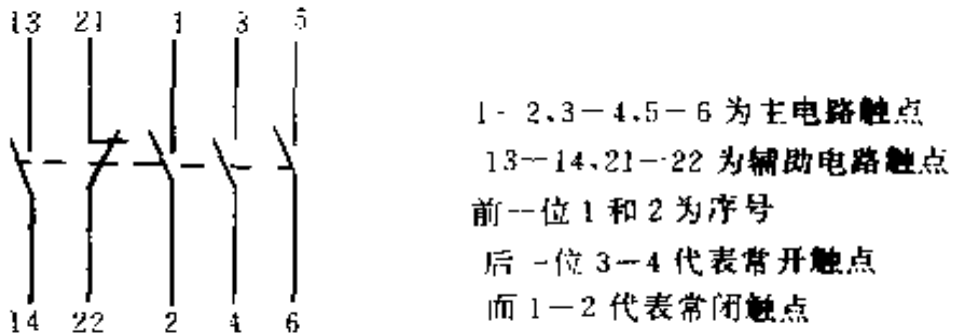 13 21 1 3 5
1-2、3-4、5-6 为主电路触点
13-14、21-22 为辅助电路触点
前一位 1 和 2 为序号
后一位 3-4 代表常开触点
而 1-2 代表常闭触点
14 22 2 4 6